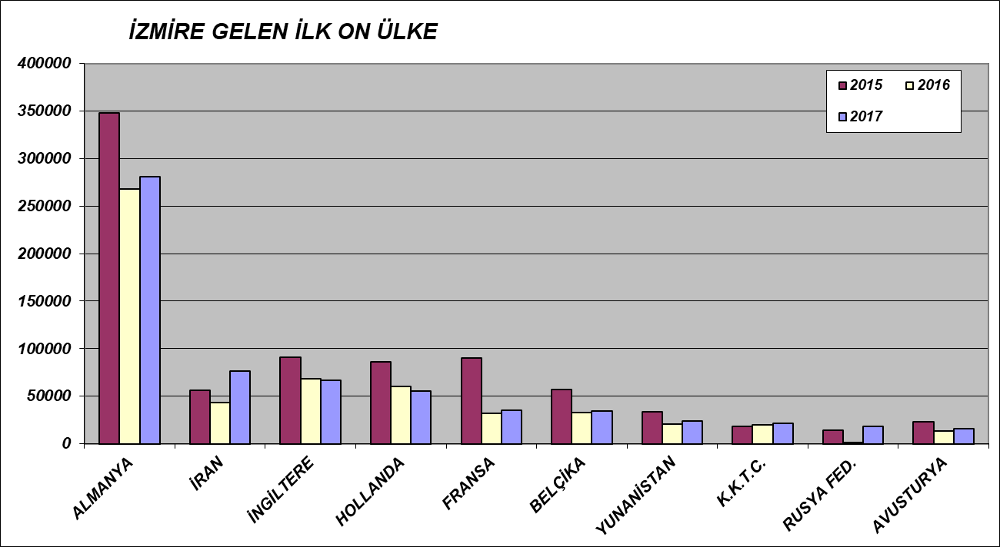 İZMİRE GELEN İLK ON ÜLKE
400000
350000
300000
250000
200000
150000
100000
50000
0
2015 2016
2017
ALMANYA
İRAN
İNGİLTERE
HOLLANDA
FRANSA
BELÇİKA
YUNANİSTAN
K.K.T.C.
RUSYA FED.
AVUSTURYA